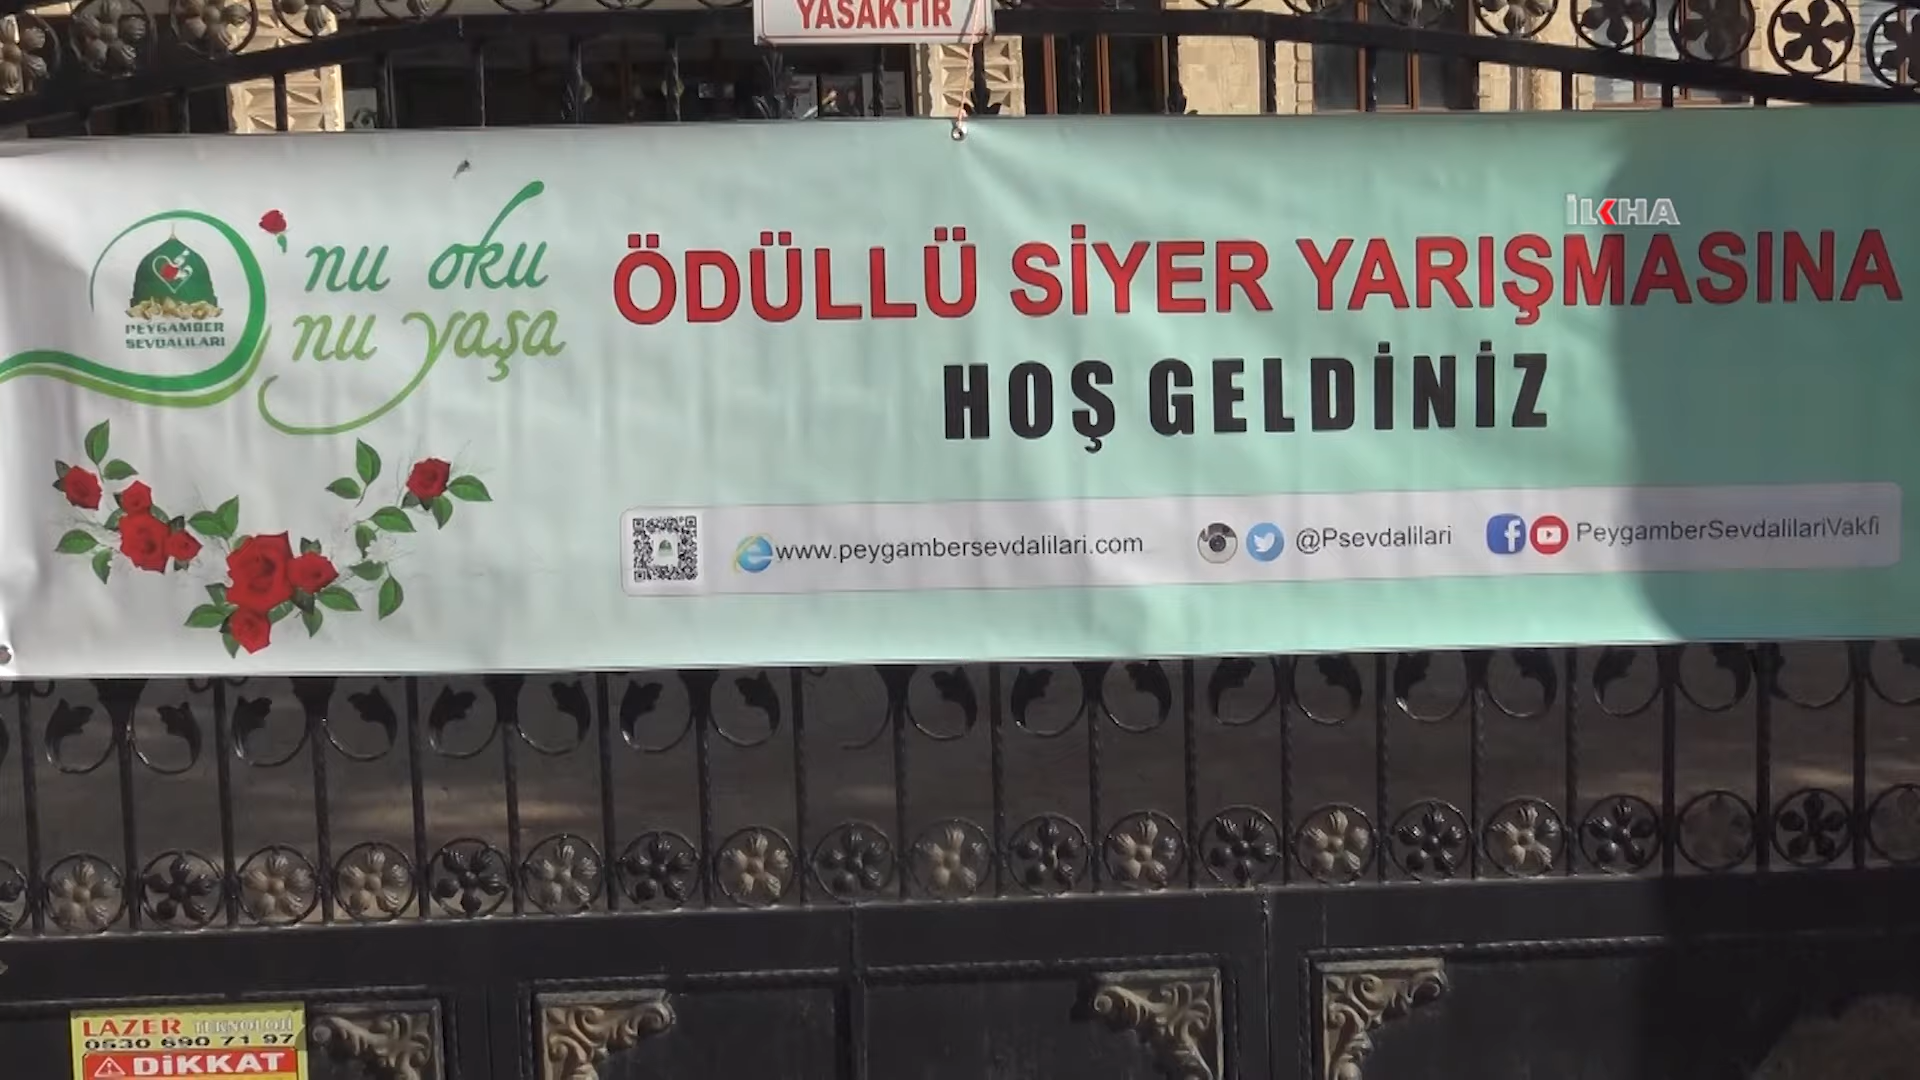 YASAKTIR
İLKHA
PEYGAMBER
SEVDALILARI
'nu oku
nu yaşa
ÖDÜLLÜ SİYER YARIŞMASINA
HOŞ GELDİNİZ
www.peygambersevdalilari.com
@Psevdalilari
PeygamberSevdalilariVakfi
LAZER TEKNOLOJİ
0530 690 71 97
DİKKAT